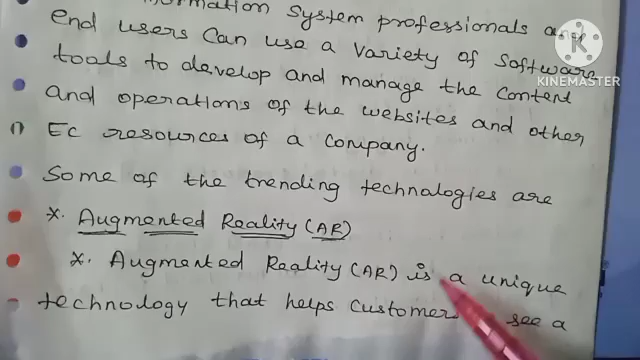 System professionals and
end users can use a variety of software
tools to develop and manage the content
and operations of the websites and other
Ec resources of a company.
Some of the trending technologies are
*. Augmented Reality (AR)
*. Augmented Reality (AR) is a unique
technology that helps customer see a
K
KINEMASTER